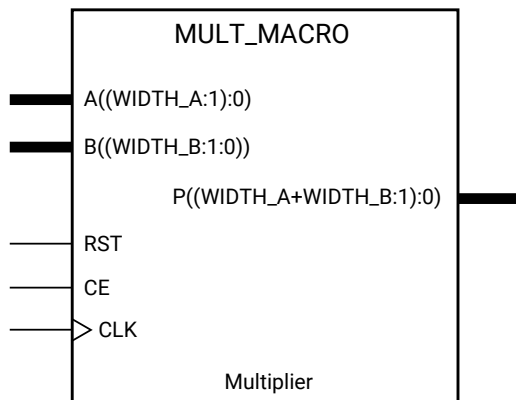 MULT_MACRO
A((WIDTH_A:1):0)
B((WIDTH_B:1:0))
P((WIDTH_A+WIDTH_B:1):0)
RST
CE
CLK
Multiplier